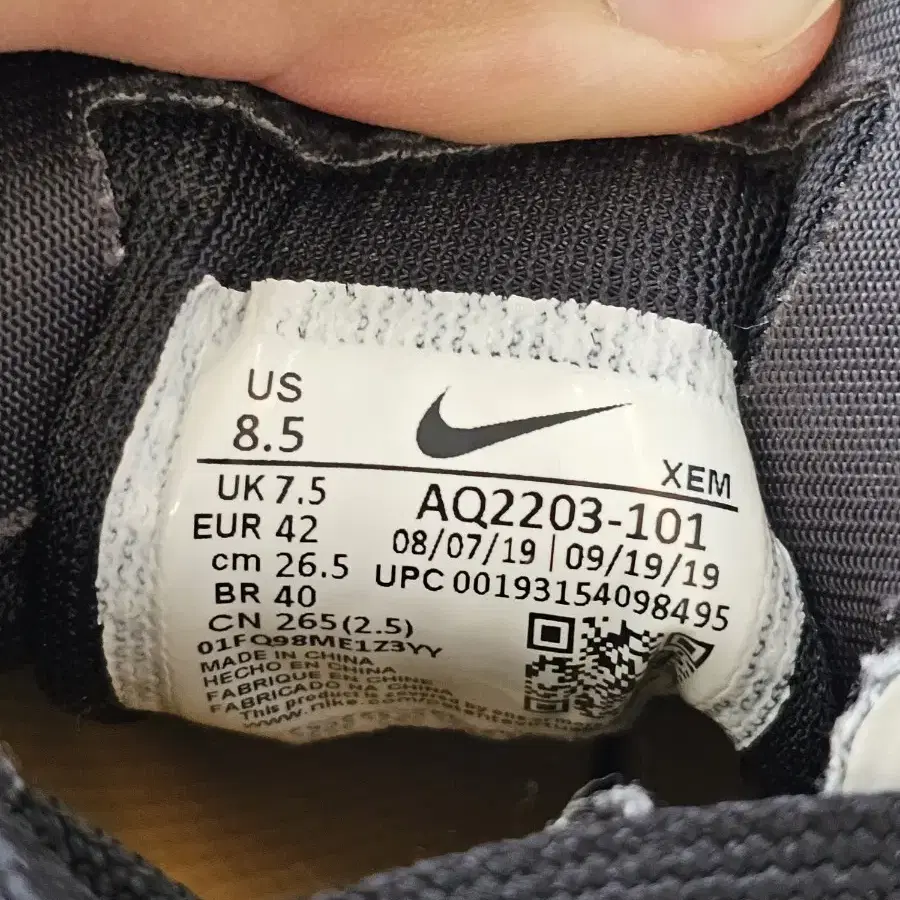 US
8.5
XEM
UK 7.5
EUR 42
cm 26.5
BR 40
CN 265(2.5)
AQ2203-101
08/07/19 | 09/19/19
UPC 00193154098495
01FQ98ME1Z3YY
MADE IN CHINA
HECHO EN CHINA
FABRIQUE EN CHINE
FABRICADO NA CHINA
This product
www.nike.com/patents